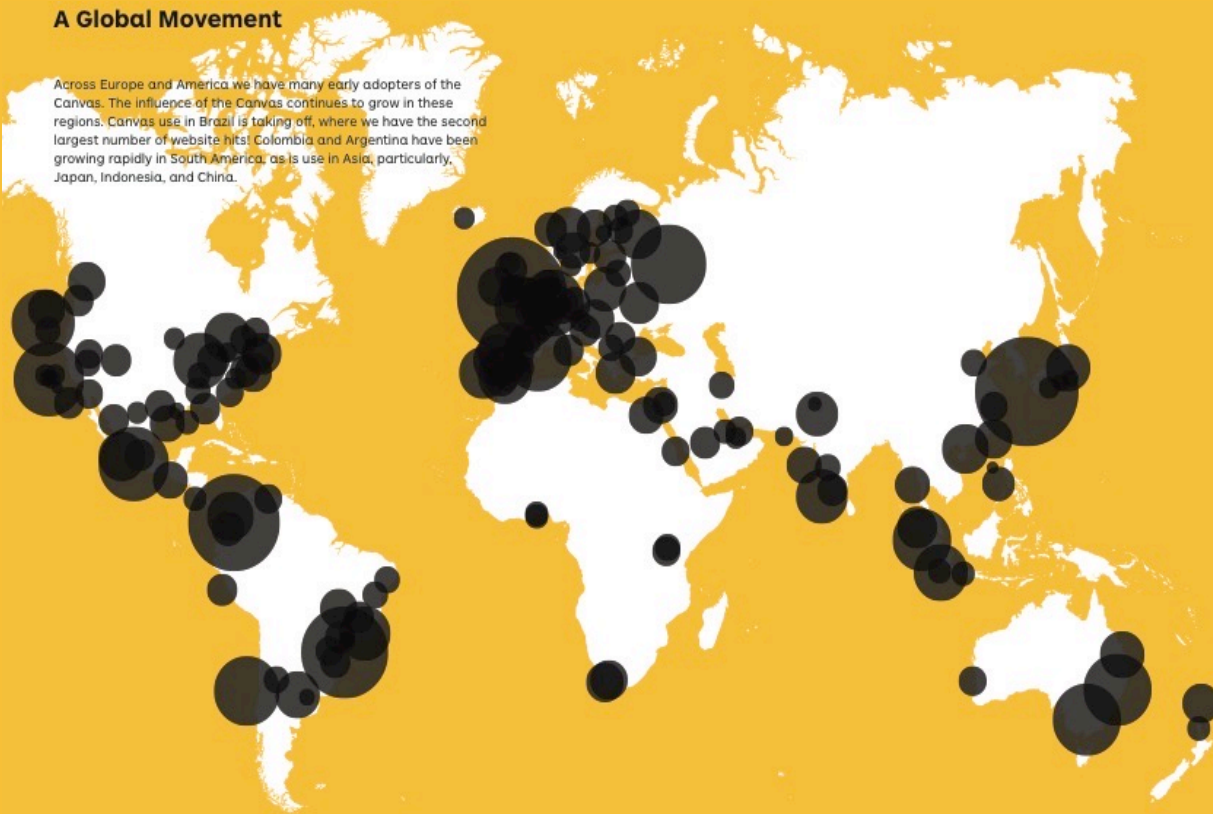 A Global Movement
Across Europe and America we have many early adopters of the
Canvas. The influence of the Canvas continues to grow in these
regions. Canvas use in Brazil is taking off, where we have the second
largest number of website hits! Colombia and Argentina have been
growing rapidly in South America, as is use in Asia, particularly,
Japan, Indonesia, and China.